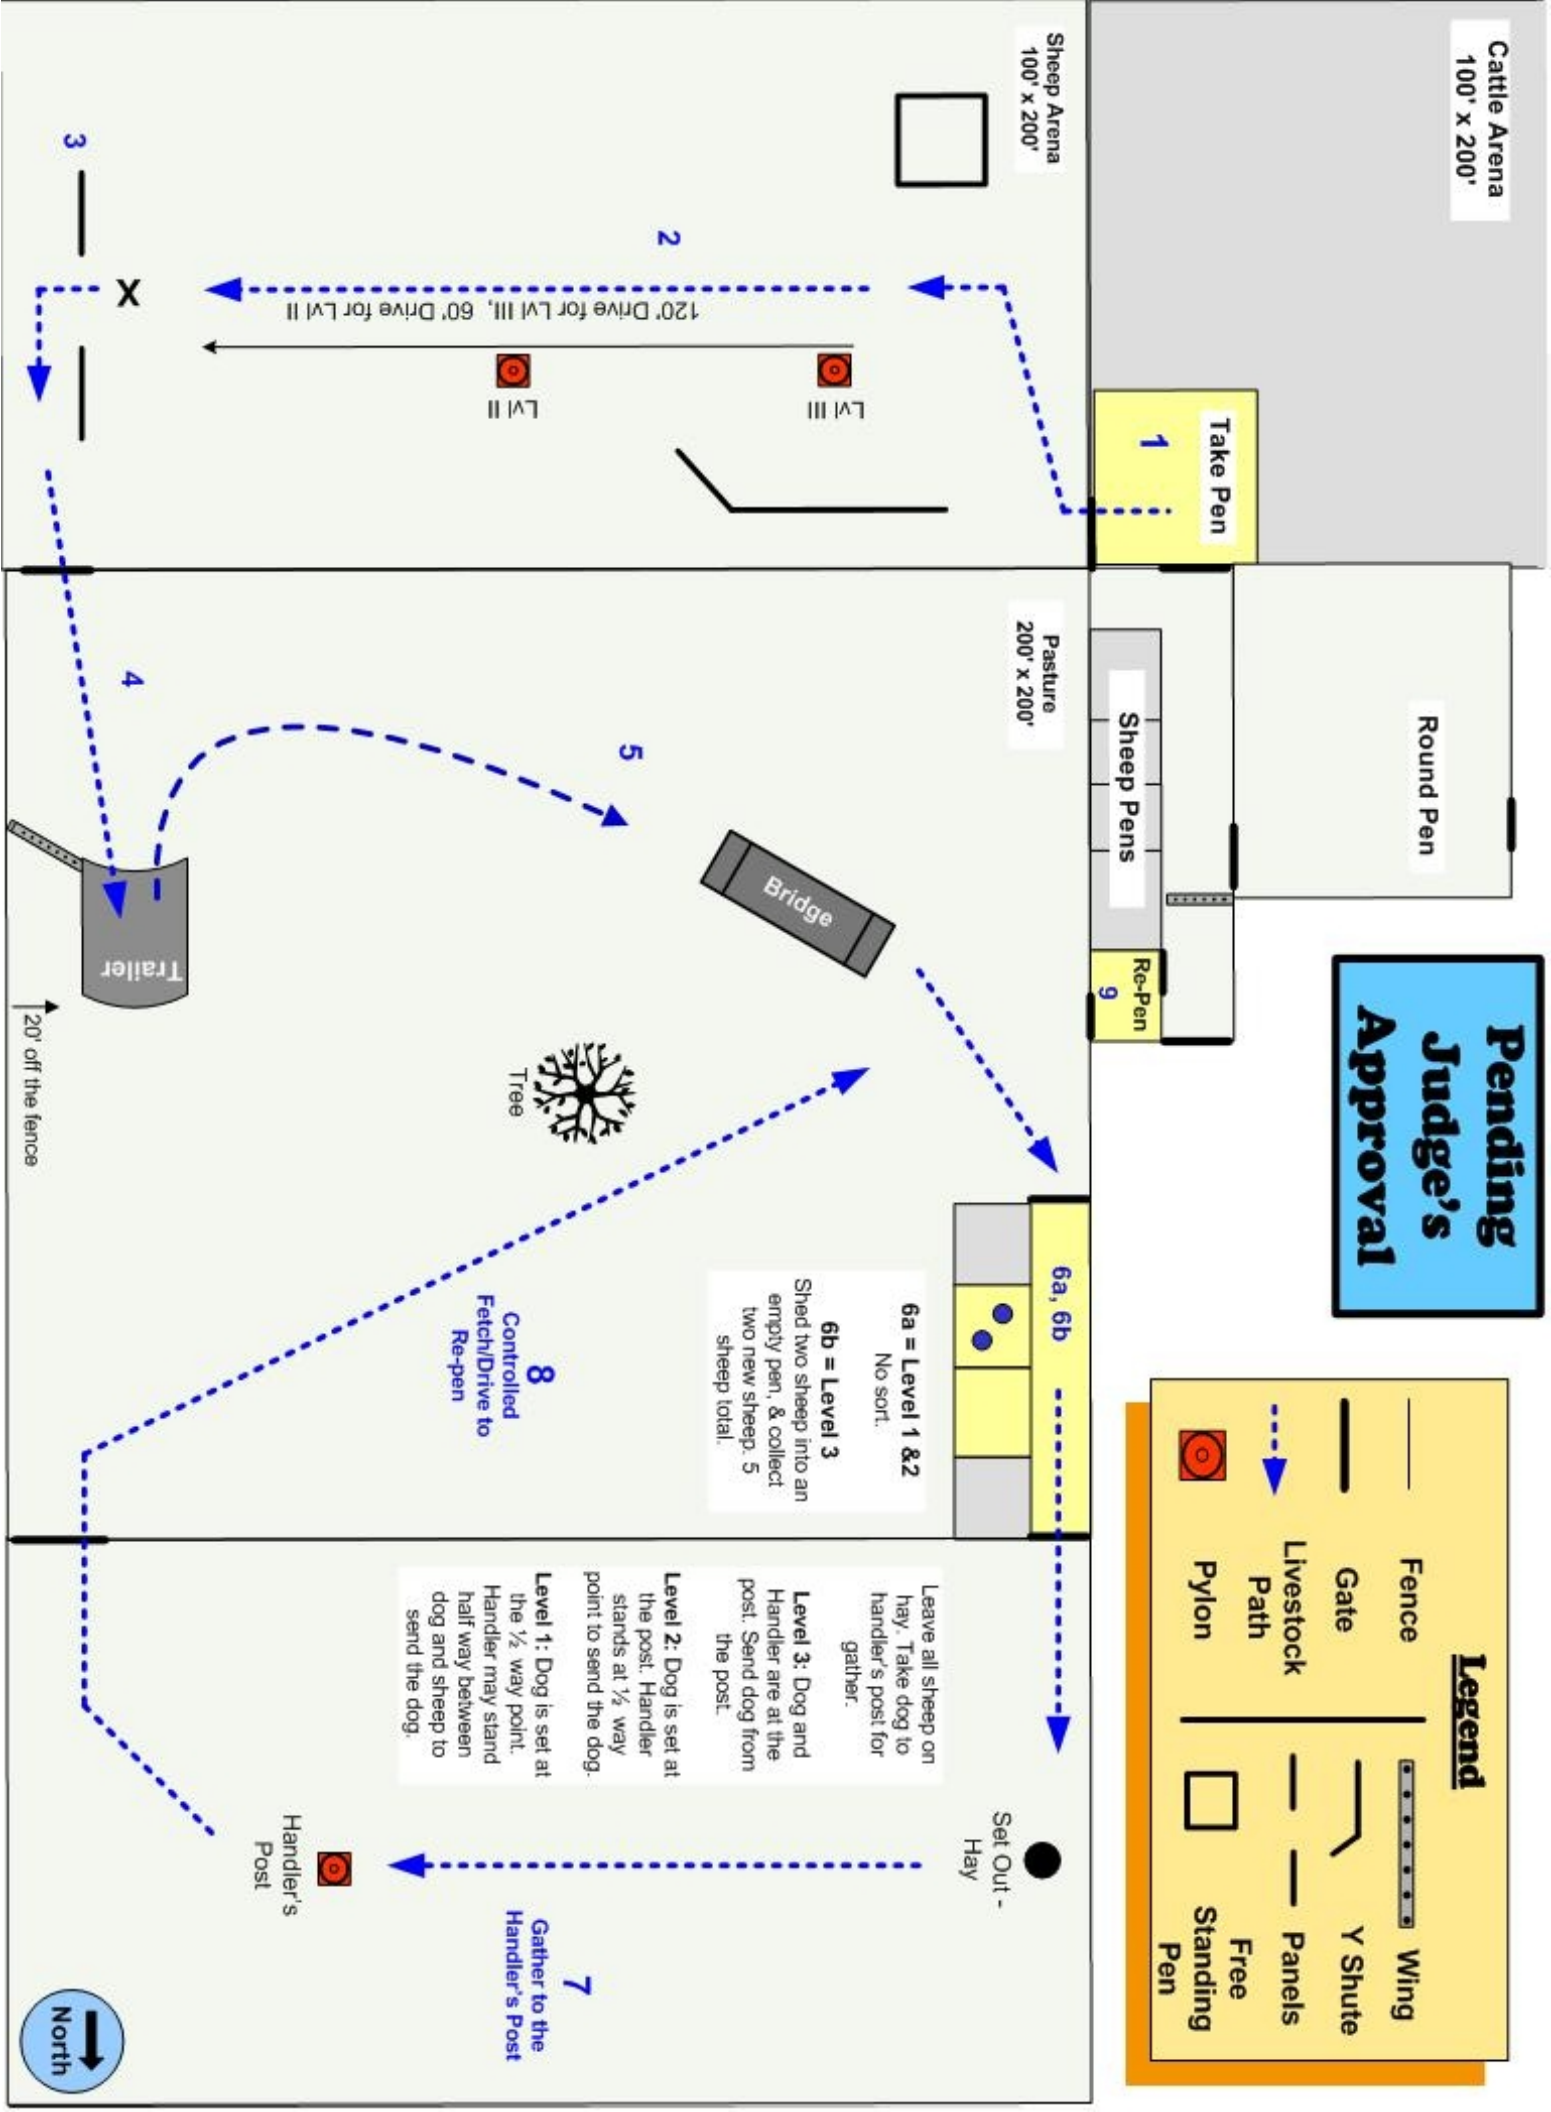 Cattle Arena
100' x 200'
Sheep Arena
100' x 200'
Take Pen
1
2
120' Drive for Lvl III, 60' Drive for Lvl II
Lvl III
Lvl II
3
X
Round Pen
Sheep Pens
Re-Pen
9
Pasture
200' x 200'
4
5
Bridge
Trailer
20' off the fence
Tree
Pending
Judge's
Approval
6a, 6b
6a = Level 1 &2
No sort.
6b = Level 3
Shed two sheep into an
empty pen, & collect
two new sheep. 5
sheep total.
8
Controlled
Fetch/Drive to
Re-pen
Legend
Fence
Gate
Livestock
Path
Pylon
Wing
Y Shute
Panels
Free
Standing
Pen
Leave all sheep on
hay. Take dog to
handler's post for
gather.
Level 3: Dog and
Handler are at the
post. Send dog from
the post.
Level 2: Dog is set at
the post. Handler
stands at ½ way
point to send the dog.
Level 1: Dog is set at
the ½ way point.
Handler may stand
half way between
dog and sheep to
send the dog.
Set Out -
Hay
7
Gather to the
Handler's Post
Handler's
Post
North